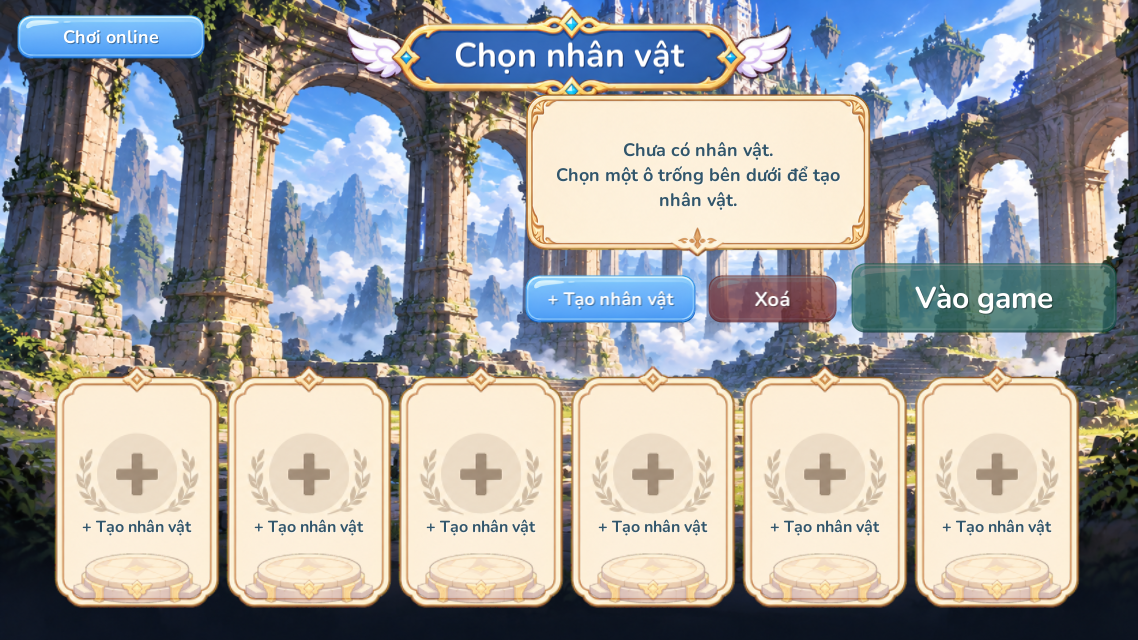 Chơi online
Chọn nhân vật
Chưa có nhân vật.
Chọn một ô trống bên dưới để tạo
nhân vật.
+ Tạo nhân vật
Xoá
Vào game
+ Tạo nhân vật
+ Tạo nhân vật
+ Tạo nhân vật
+ Tạo nhân vật
+ Tạo nhân vật
+ Tạo nhân vật